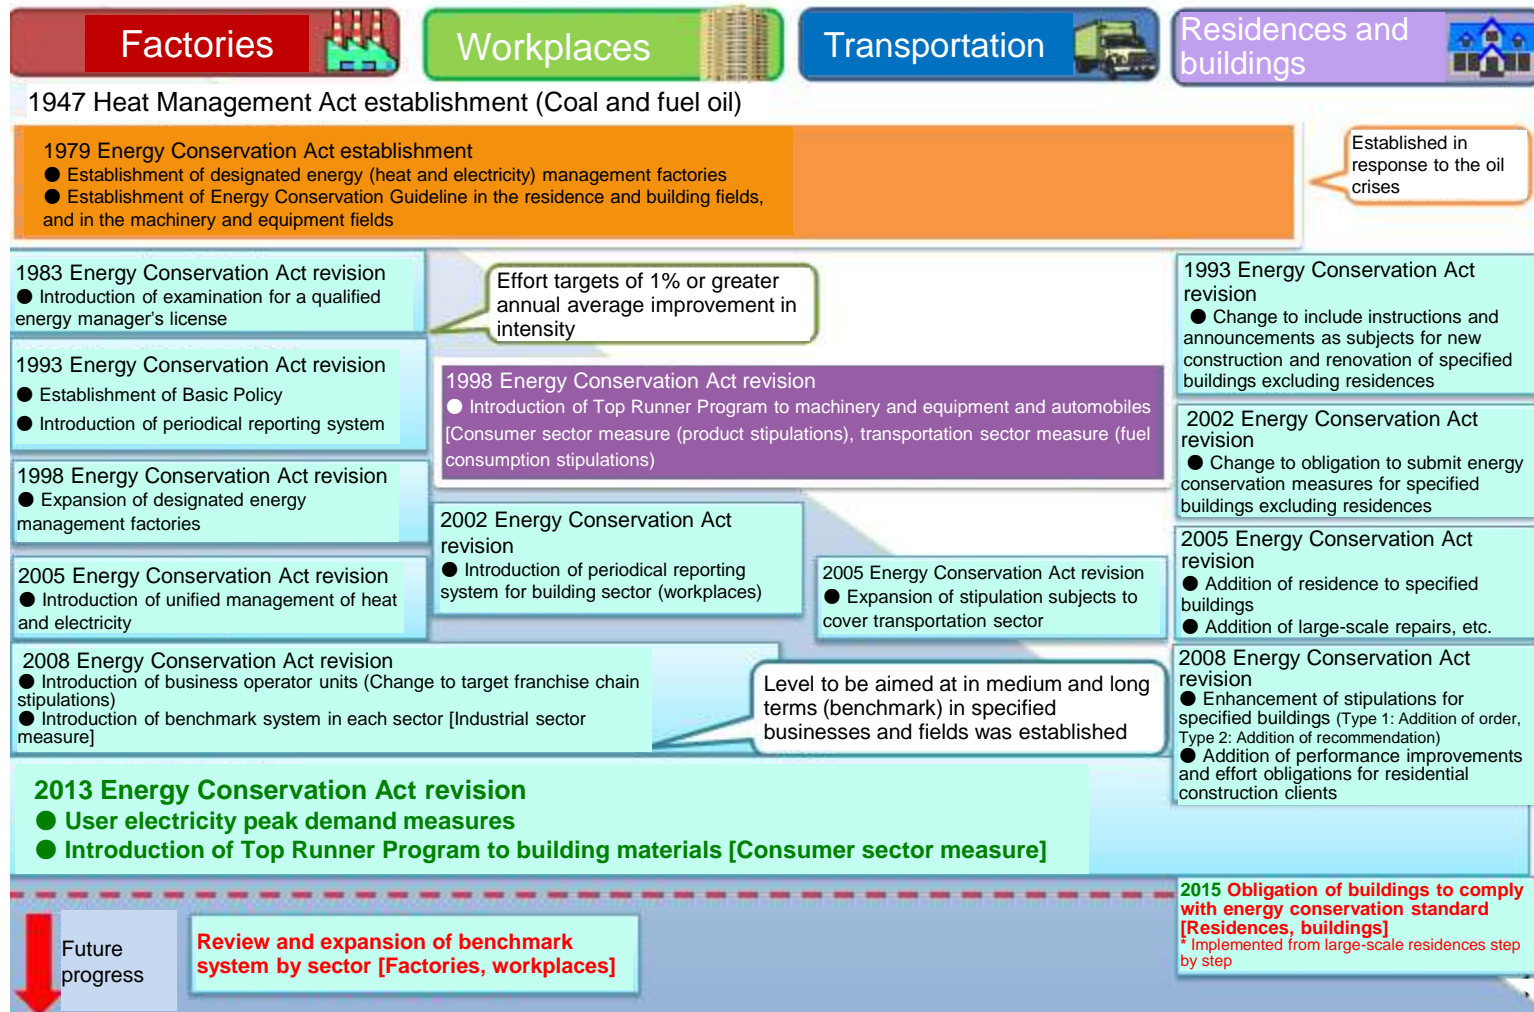 Factories
Workplaces
Transportation
Residences and
buildings
1947 Heat Management Act establishment (Coal and fuel oil)
1979 Energy Conservation Act establishment
● Establishment of designated energy (heat and electricity) management factories
● Establishment of Energy Conservation Guideline in the residence and building fields,
and in the machinery and equipment fields
Established in
response to the oil
crises
1983 Energy Conservation Act revision
● Introduction of examination for a qualified
energy manager's license
Effort targets of 1% or greater
annual average improvement in
intensity
1993 Energy Conservation Act revision
● Establishment of Basic Policy
● Introduction of periodical reporting system
1998 Energy Conservation Act revision
● Expansion of designated energy
management factories
2005 Energy Conservation Act revision
● Introduction of unified management of heat
and electricity
1998 Energy Conservation Act revision
● Introduction of Top Runner Program to machinery and equipment and automobiles
[Consumer sector measure (product stipulations), transportation sector measure (fuel
consumption stipulations)
2002 Energy Conservation Act
revision
● Introduction of periodical reporting
system for building sector (workplaces)
2005 Energy Conservation Act revision
● Expansion of stipulation subjects to
cover transportation sector
1993 Energy Conservation Act
revision
● Change to include instructions and
announcements as subjects for new
construction and renovation of specified
buildings excluding residences
2002 Energy Conservation Act
revision
● Change to obligation to submit energy
conservation measures for specified
buildings excluding residences
2005 Energy Conservation Act
revision
● Addition of residence to specified
buildings
● Addition of large-scale repairs, etc.
2008 Energy Conservation Act
revision
● Enhancement of stipulations for
specified buildings (Type 1: Addition of order,
Type 2: Addition of recommendation)
● Addition of performance improvements
and effort obligations for residential
construction clients
2008 Energy Conservation Act revision
● Introduction of business operator units (Change to target franchise chain
stipulations)
● Introduction of benchmark system in each sector [Industrial sector
measure]
Level to be aimed at in medium and long
terms (benchmark) in specified
businesses and fields was established
2013 Energy Conservation Act revision
● User electricity peak demand measures
● Introduction of Top Runner Program to building materials [Consumer sector measure]
2015 Obligation of buildings to comply
with energy conservation standard
[Residences, buildings]
* Implemented from large-scale residences step
by step
Future
progress
Review and expansion of benchmark
system by sector [Factories, workplaces]